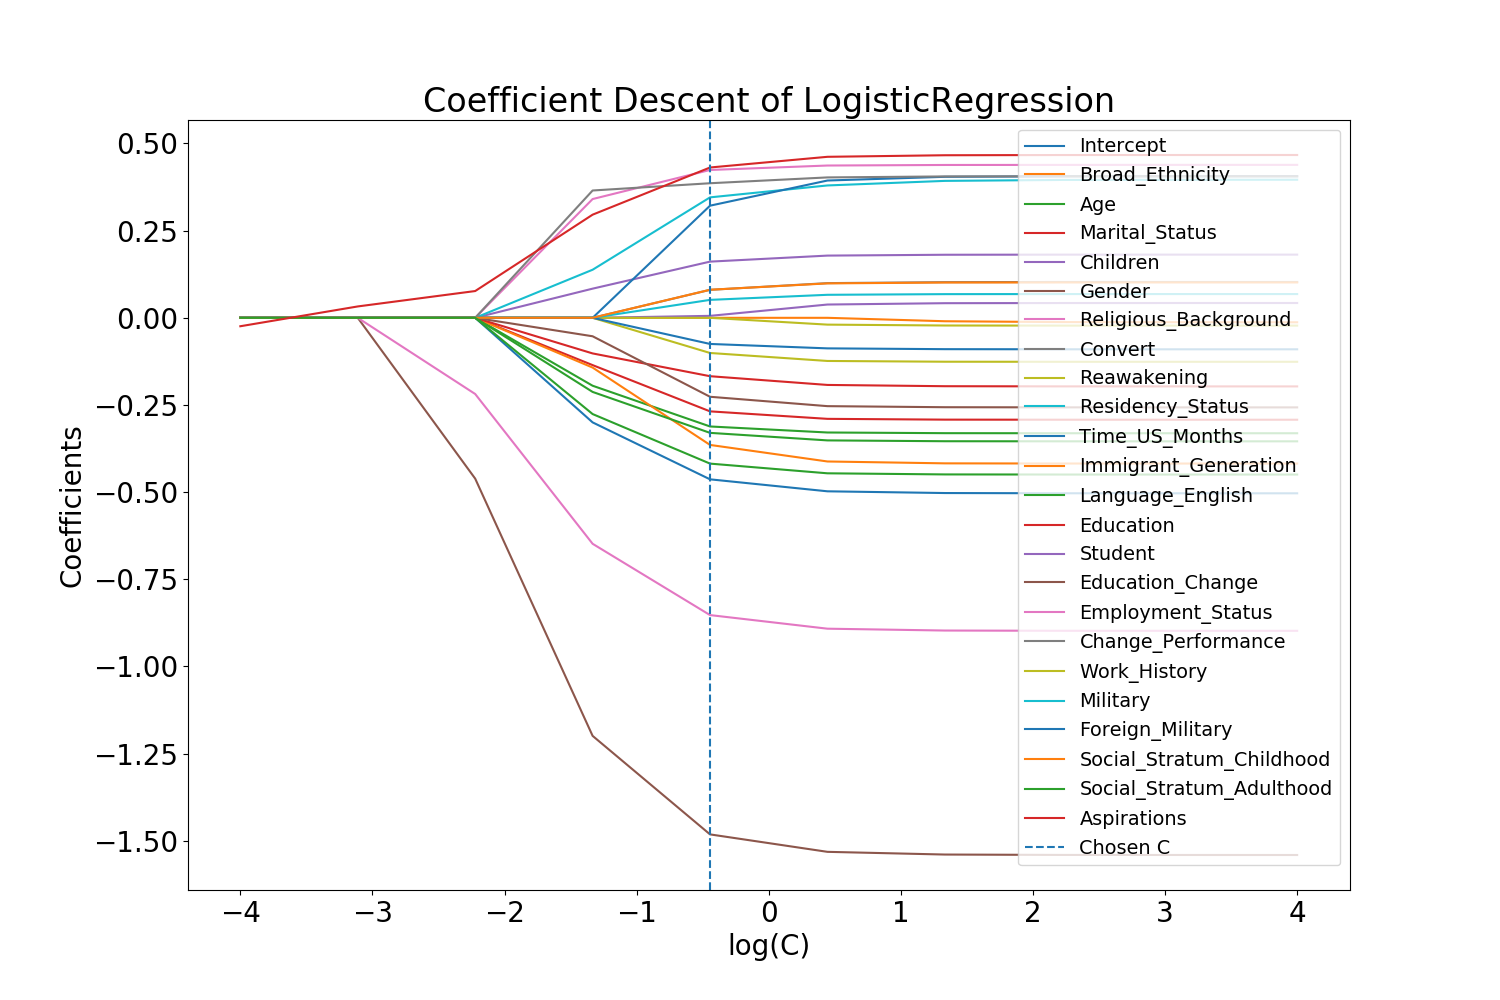 Coefficient Descent of LogisticRegression
0.50
0.25
0.00
−0.25
−0.50
−0.75
−1.00
−1.25
−1.50
Coefficients
−4
−3
−2
−1
0
1
2
3
4
log(C)
Intercept
Broad_Ethnicity
Age
Marital_Status
Children
Gender
Religious_Background
Convert
Reawakening
Residency_Status
Time_US_Months
Immigrant_Generation
Language_English
Education
Student
Education_Change
Employment_Status
Change_Performance
Work_History
Military
Foreign_Military
Social_Stratum_Childhood
Social_Stratum_Adulthood
Aspirations
Chosen C